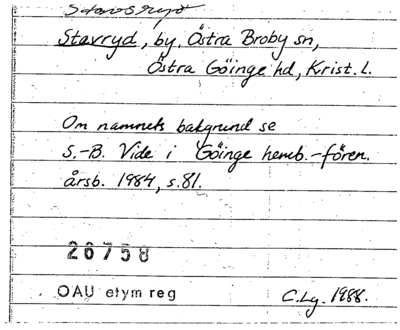 Stavryd, by, Östra Broby sn,
Östra Göinge hd, Krist. l.
Om namnets bakgrund se
S.-B. Vide i Göinge hemb.-fören.
årsb. 1984, s. 81.
26758
OAU etym reg
C.Lg. 1988.